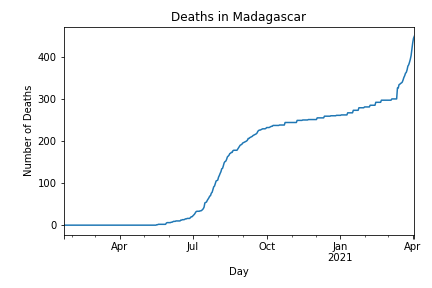 Deaths in Madagascar
Number of Deaths
400
300
200
100
0
Apr
Jul
Oct
Jan
2021
Apr
Day